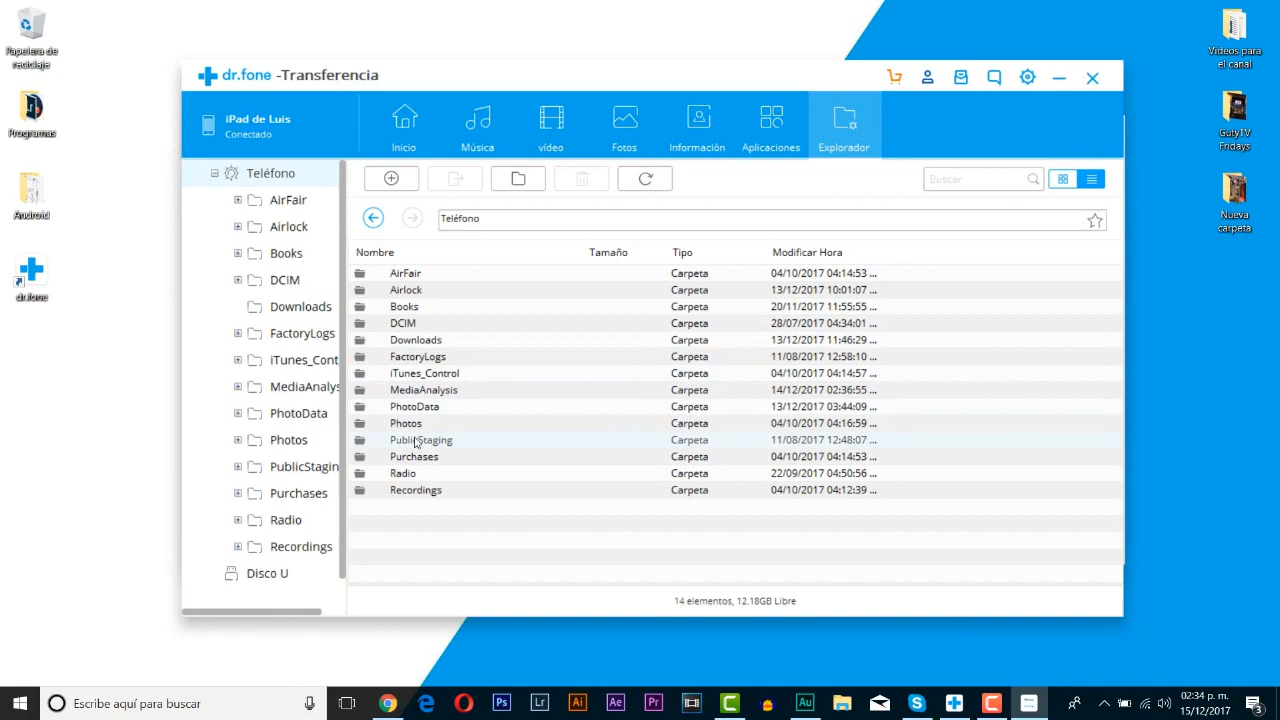 Papelera de
reciclaje
Programas
Android
dr.fone
Videos para
el canal
GutyTV
Fridays
Nueva
carpeta
dr.fone -Transferencia
iPad de Luis
Conectado
Inicio
Música
vídeo
Fotos
Información
Aplicaciones
Explorador
Teléfono
AirFair
Airlock
Books
DCIM
Downloads
FactoryLogs
iTunes_Cont
MediaAnalys
PhotoData
Photos
PublicStagin
Purchases
Radio
Recordings
Disco U
Buscar
Teléfono
Nombre Tamaño Tipo Modificar Hora
AirFair Carpeta 04/10/2017 04:14:53 ...
Airlock Carpeta 13/12/2017 10:01:07 ...
Books Carpeta 20/11/2017 11:55:55 ...
DCIM Carpeta 28/07/2017 04:34:01 ...
Downloads Carpeta 13/12/2017 11:46:29 ...
FactoryLogs Carpeta 11/08/2017 12:58:10 ...
iTunes_Control Carpeta 04/10/2017 04:14:57 ...
MediaAnalysis Carpeta 14/12/2017 02:36:55 ...
PhotoData Carpeta 13/12/2017 03:44:09 ...
Photos Carpeta 04/10/2017 04:16:59 ...
PublicStaging Carpeta 11/08/2017 12:48:07 ...
Purchases Carpeta 04/10/2017 04:14:53 ...
Radio Carpeta 22/09/2017 04:50:56 ...
Recordings Carpeta 04/10/2017 04:12:39 ...
14 elementos, 12.18GB Libre
Escribe aquí para buscar
Ps
Lr
Ai
Ae
Pr
Au
02:34 p. m.
15/12/2017
3